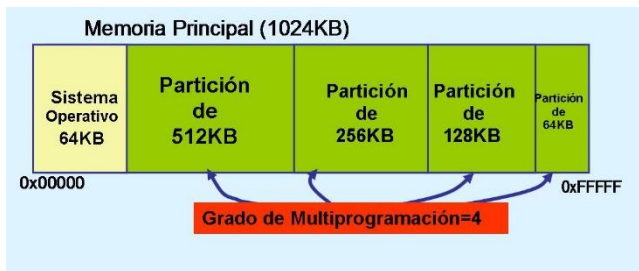 Memoria Principal (1024KB)
Sistema
Operativo
64KB
Partición
de
512KB
Partición
de
256KB
Partición
de
128KB
Partición
de
64KB
0x00000
0xFFFFF
Grado de Multiprogramación=4